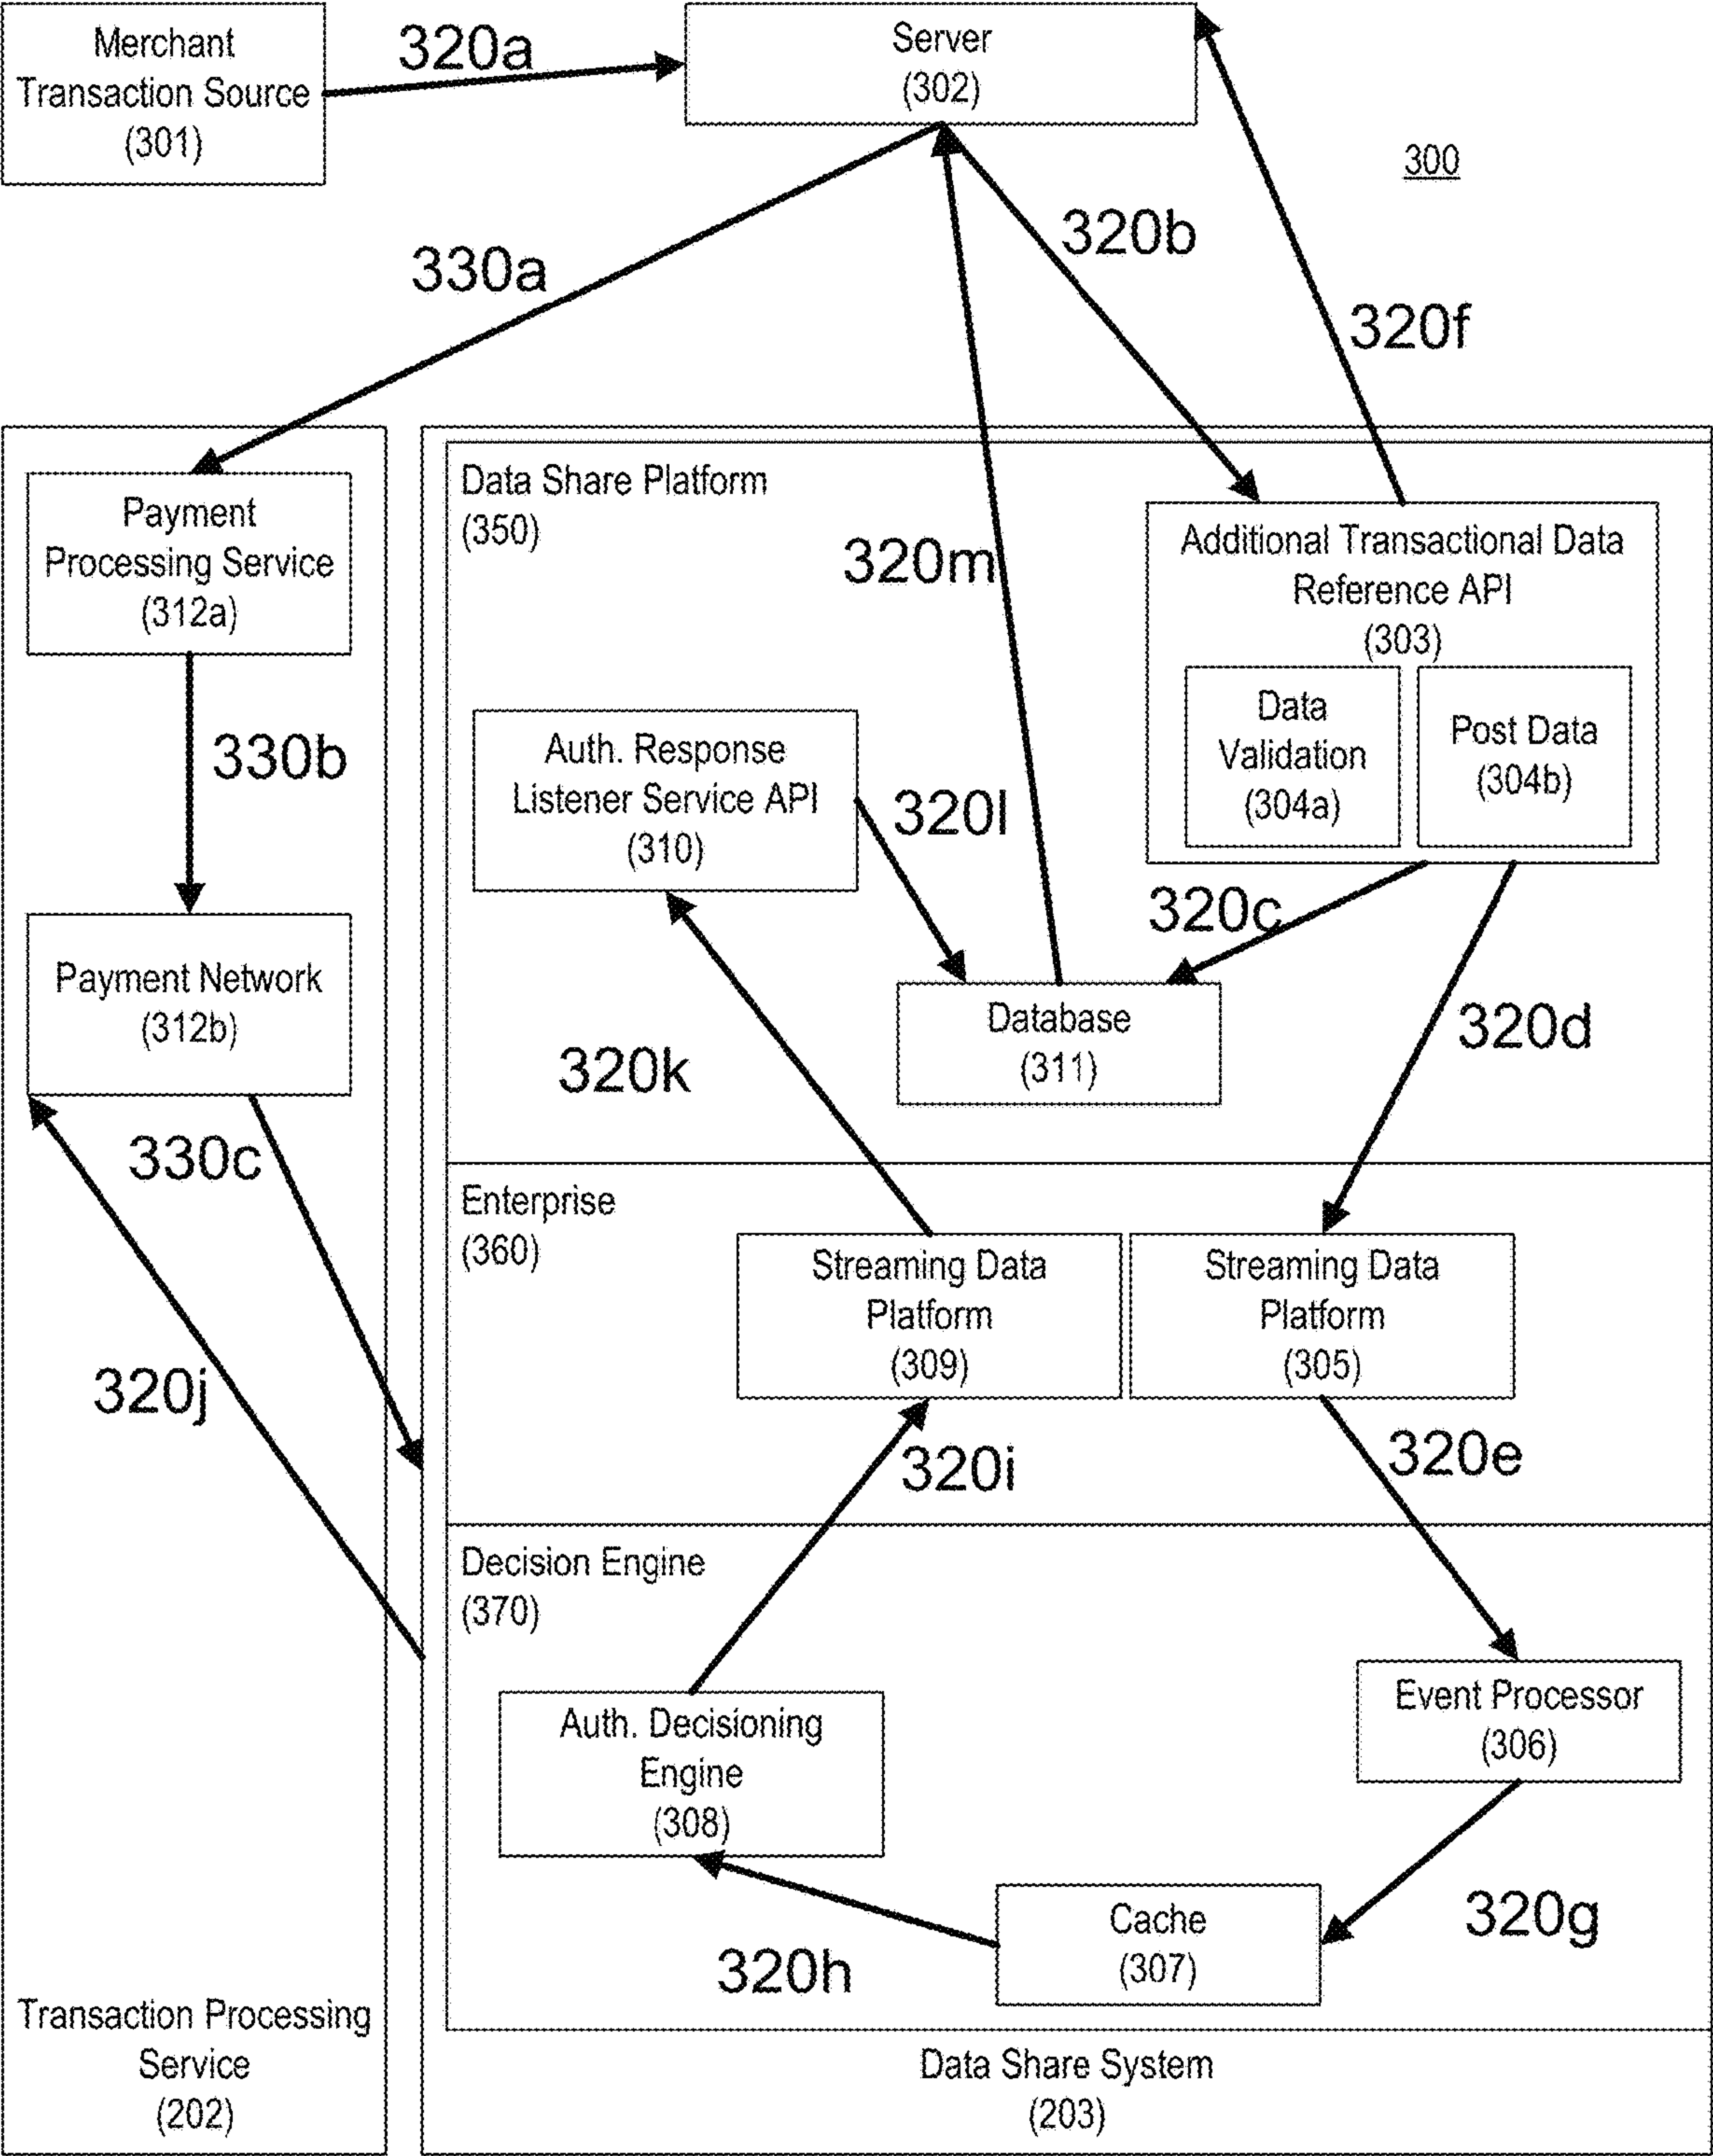 Merchant
Transaction Source
(301)
320a
Server
(302)
300
330a
320b
320f
Data Share Platform
(350)
Payment
Processing Service
(312a)
320m
Additional Transactional Data
Reference API
(303)
Data
Validation
(304a)
Post Data
(304b)
330b
Auth. Response
Listener Service API
(310)
320l
320c
Payment Network
(312b)
Database
(311)
320d
320k
330c
Enterprise
(360)
Streaming Data
Platform
(309)
Streaming Data
Platform
(305)
320j
320i
320e
Decision Engine
(370)
Auth. Decisioning
Engine
(308)
Event Processor
(306)
Cache
(307)
320g
320h
Transaction Processing
Service
(202)
Data Share System
(203)